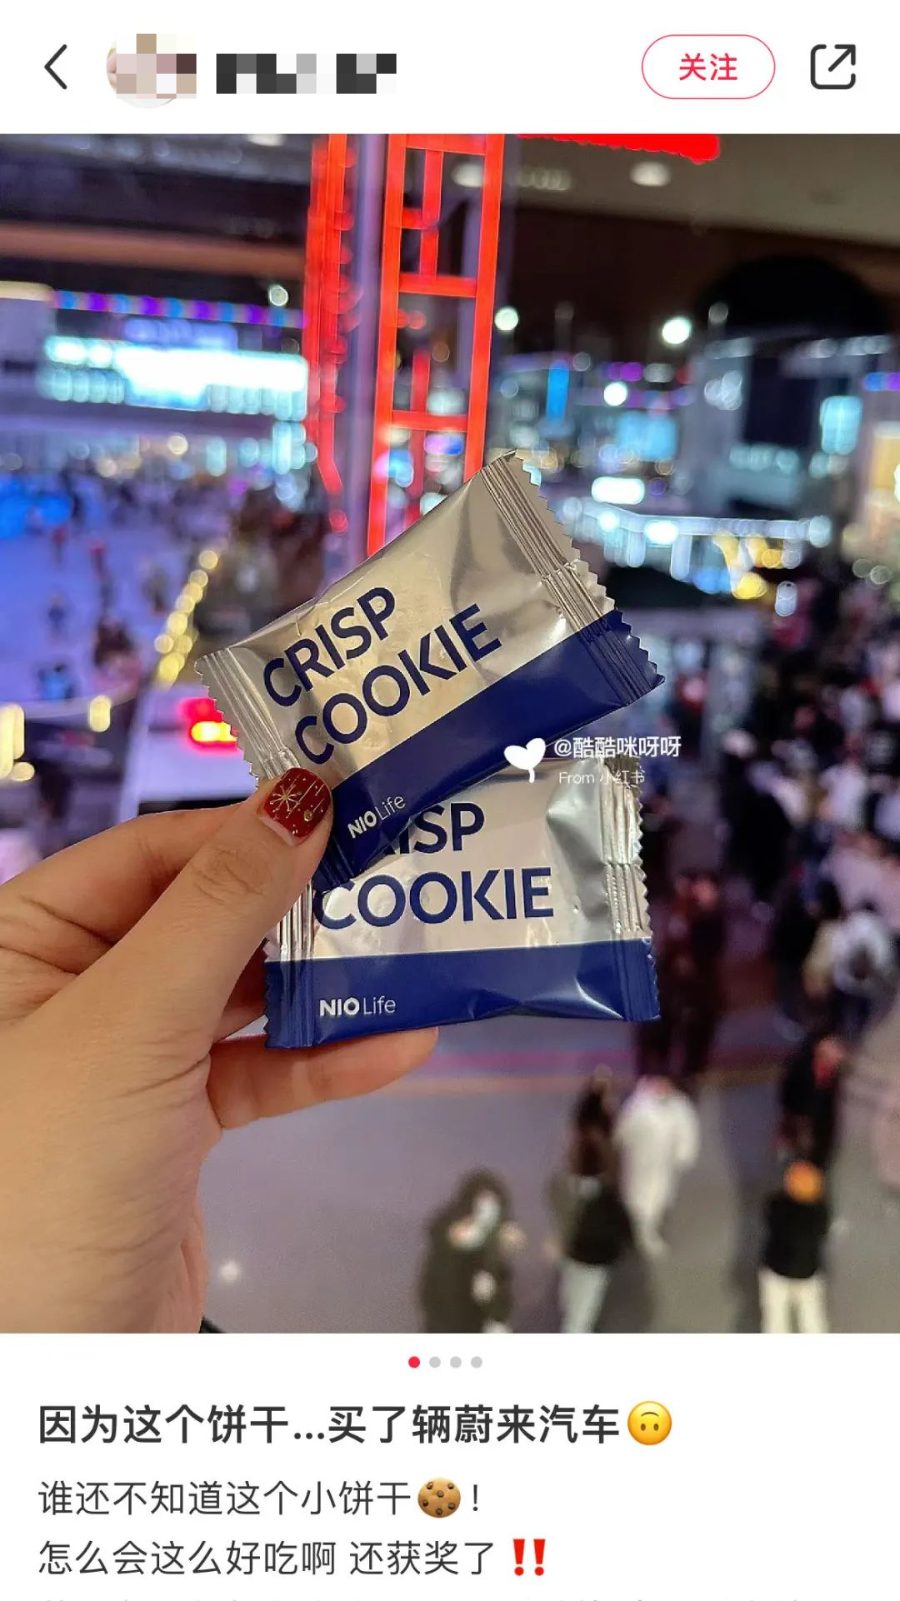 关注
CRISP
COOKIE
NIO Life
@酷酷咪呀呀
From 小红书
COOKIE
NIO Life
因为这个饼干...买了辆蔚来汽车🙃
谁还不知道这个小饼干🍪！
怎么会这么好吃啊 还获奖了‼️